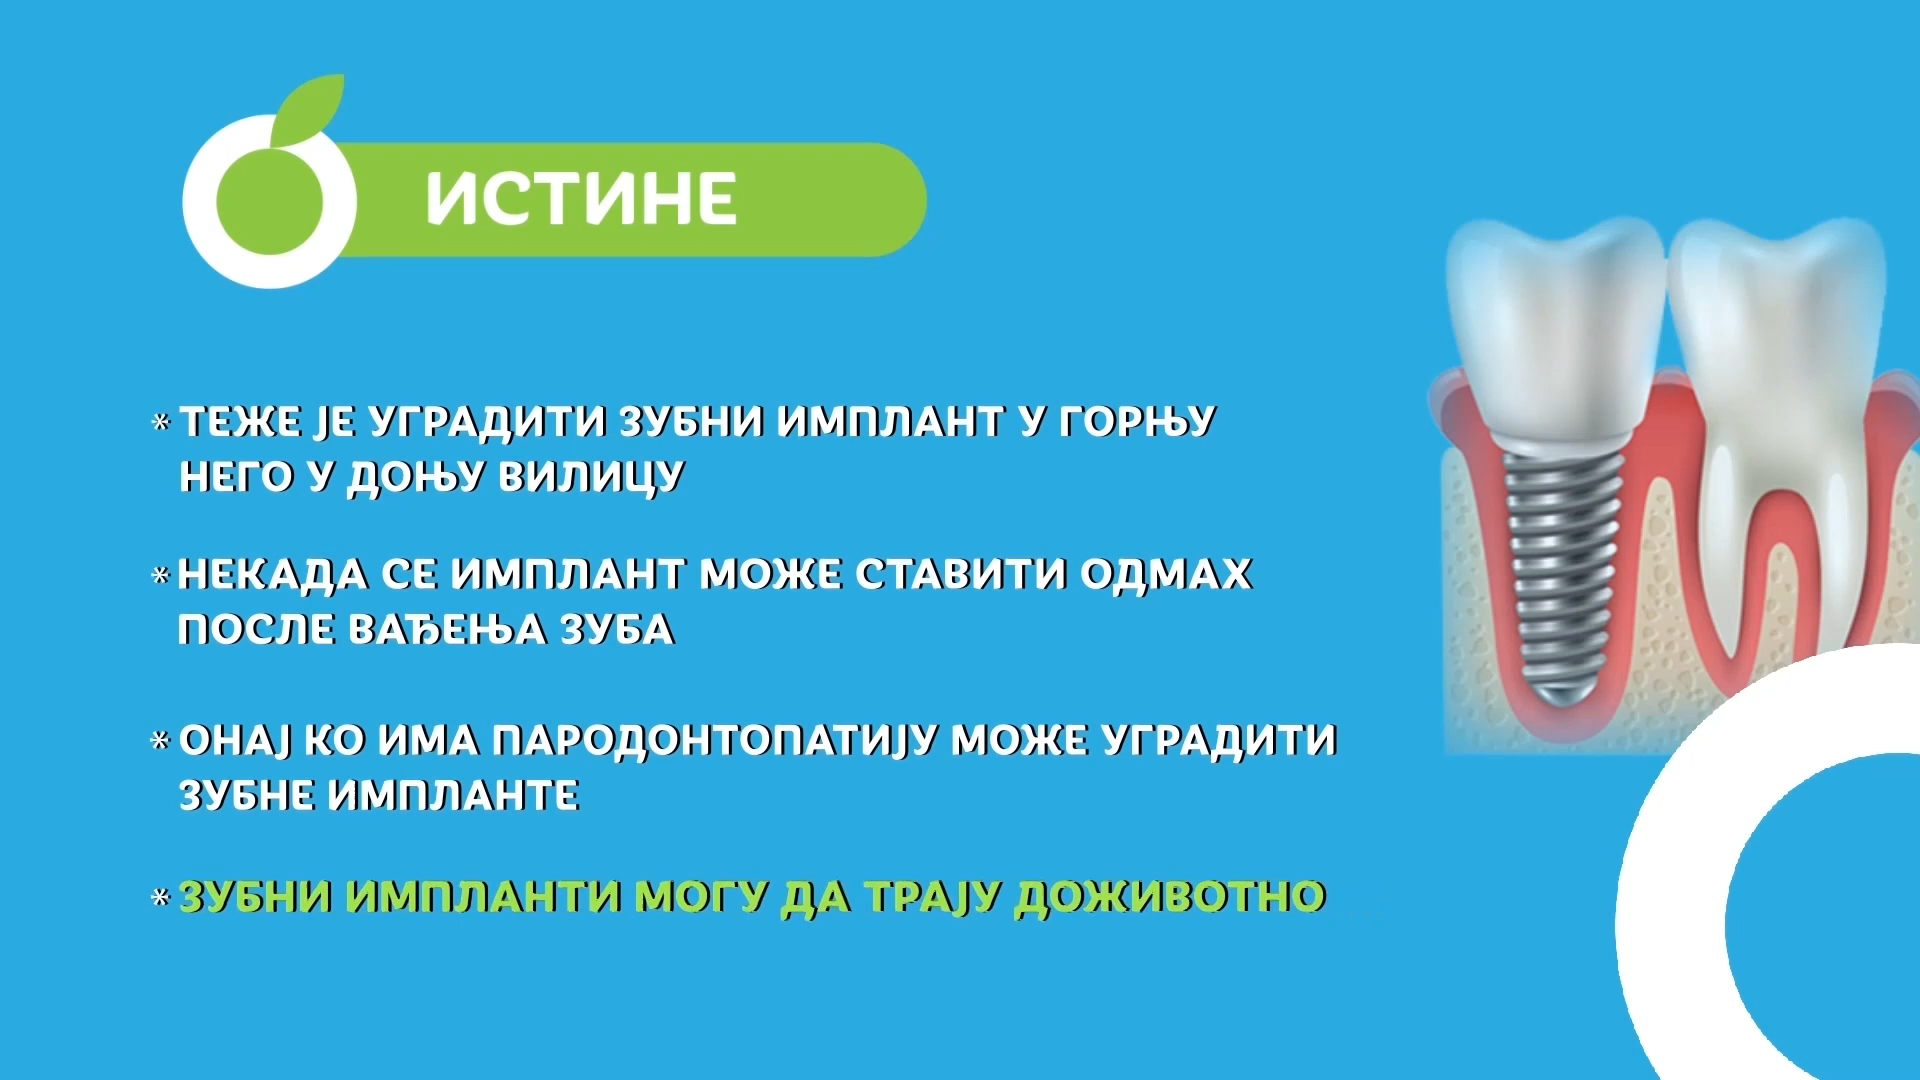 ИСТИНЕ
* ТЕЖЕ ЈЕ УГРАДИТИ ЗУБНИ ИМПЛАНТ У ГОРЊУ
НЕГО У ДОЊУ ВИЛИЦУ
* НЕКАДА СЕ ИМПЛАНТ МОЖЕ СТАВИТИ ОДМАХ
ПОСЛЕ ВАЂЕЊА ЗУБА
* ОНАЈ КО ИМА ПАРОДОНТОПАТИЈУ МОЖЕ УГРАДИТИ
ЗУБНЕ ИМПЛАНТЕ
* ЗУБНИ ИМПЛАНТИ МОГУ ДА ТРАЈУ ДОЖИВОТНО